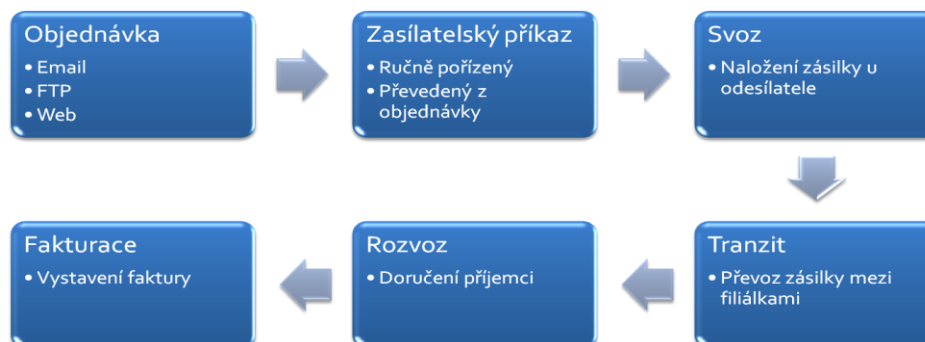 Objednávka
• Email
• FTP
• Web
Zasílatelský příkaz
• Ručně pořízený
• Převedený z
objednávky
Svoz
• Naložení zásilky u
odesílatele
Tranzit
• Převoz zásilky mezi
filiálkami
Rozvoz
• Doručení příjemci
Fakturace
• Vystavení faktury